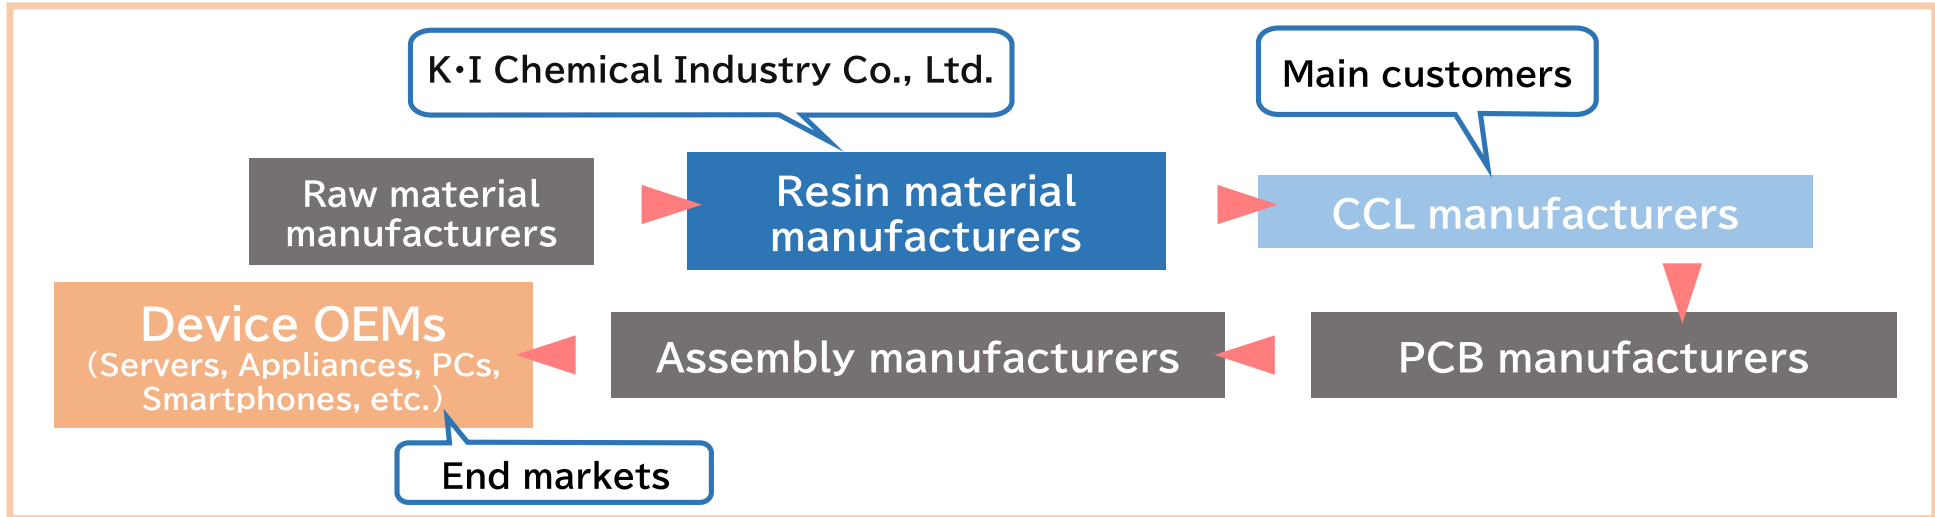 K·I Chemical Industry Co., Ltd.
Main customers
Raw material
manufacturers
Resin material
manufacturers
CCL manufacturers
Device OEMs
(Servers, Appliances, PCs,
Smartphones, etc.)
Assembly manufacturers
PCB manufacturers
End markets